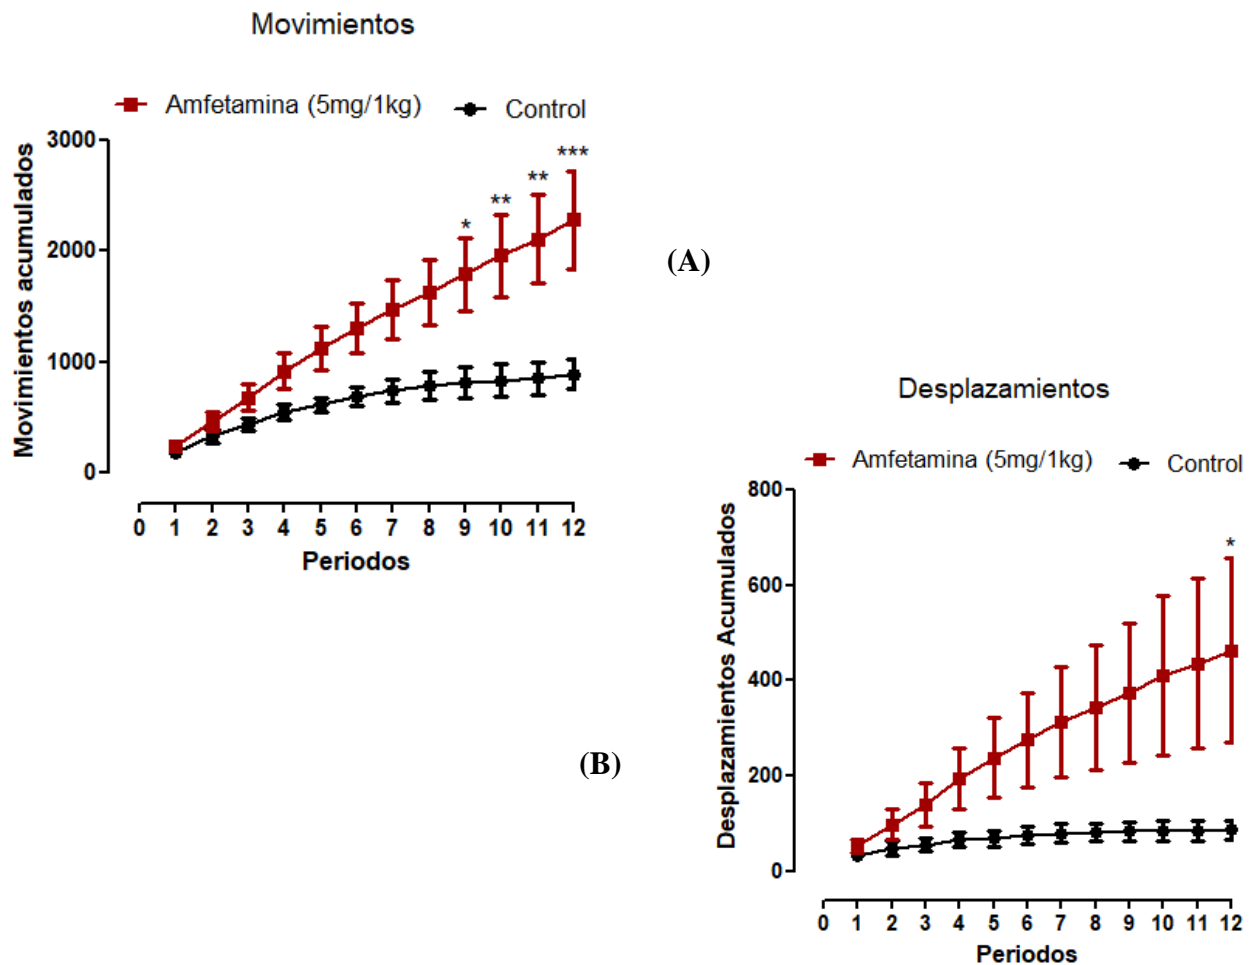 Movimientos
Amfetamina (5mg/1kg) Control
Movimientos acumulados
3000
2000
1000
0
* ** ** ***
0 1 2 3 4 5 6 7 8 9 10 11 12
Periodos
(A)
Desplazamientos
Amfetamina (5mg/1kg) Control
Desplazamientos Acumulados
800
600
400
200
0
*
0 1 2 3 4 5 6 7 8 9 10 11 12
Periodos
(B)